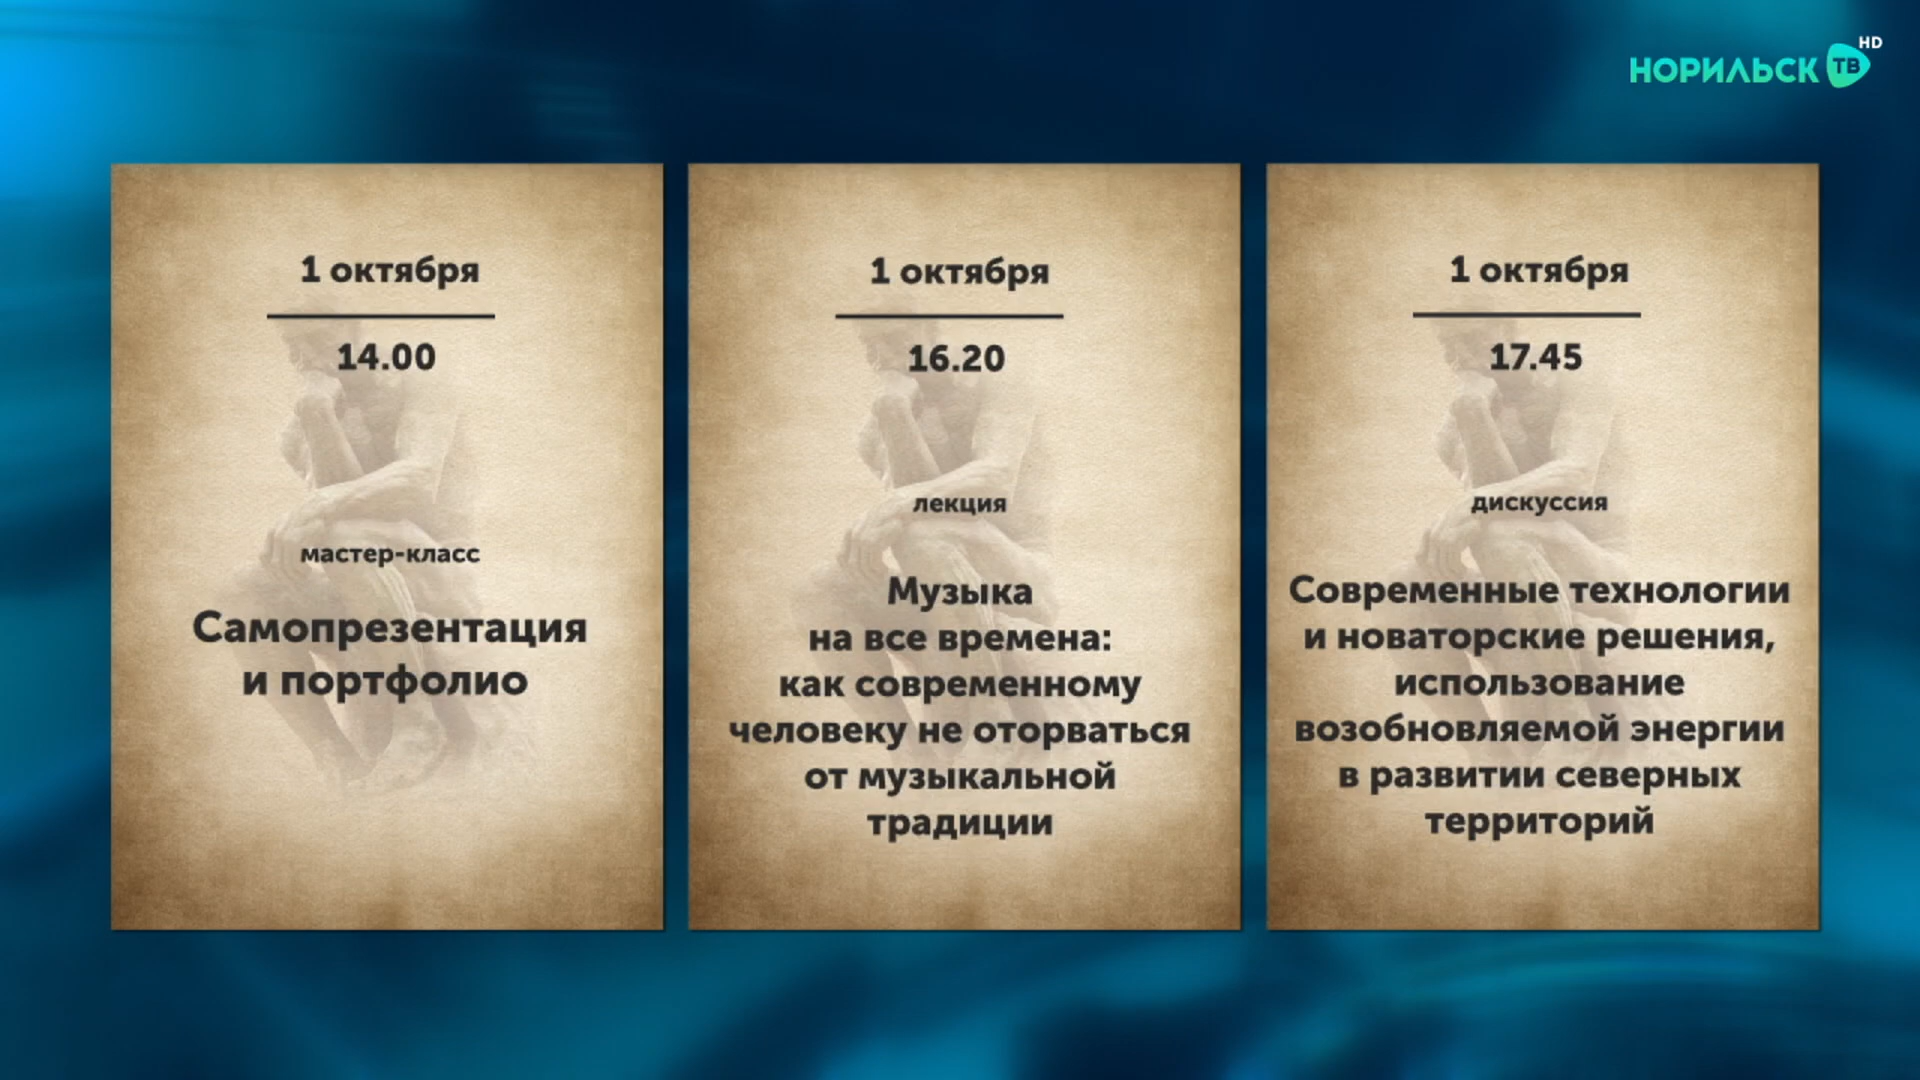 НОРИЛЬСК ТВ HD
1 октября
14.00
мастер-класс
Самопрезентация
и портфолио
1 октября
16.20
лекция
Музыка
на все времена:
как современному
человеку не оторваться
от музыкальной
традиции
1 октября
17.45
дискуссия
Современные технологии
и новаторские решения,
использование
возобновляемой энергии
в развитии северных
территорий